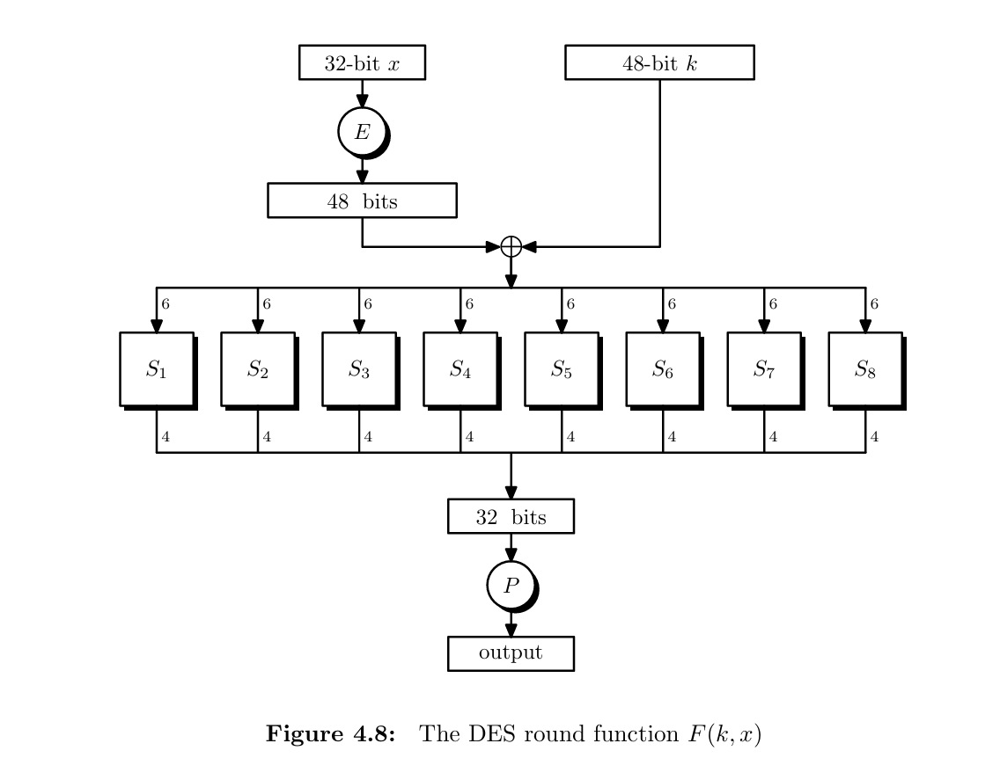 32-bit x 48-bit k
E
48 bits
⊕
6 6 6 6 6 6 6 6
S₁ S₂ S₃ S₄ S₅ S₆ S₇ S₈
4 4 4 4 4 4 4 4
32 bits
P
output
Figure 4.8: The DES round function F(k, x)